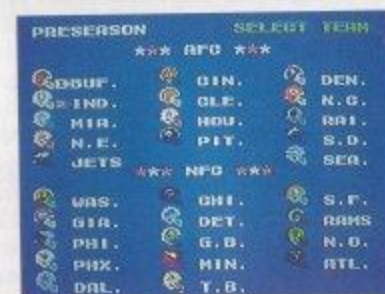 PRESEASON SELECT TEAM
*** AFC ***
BUF. CIN. DEN.
IND. CLE. K.C.
MIA. HOU. RAI.
N.E. PIT. S.D.
JETS SEA.
*** NFC ***
WAS. CHI. S.F.
GIA. DET. RAMS
PHI. G.B. N.O.
PHX. MIN. ATL.
DAL. T.B.